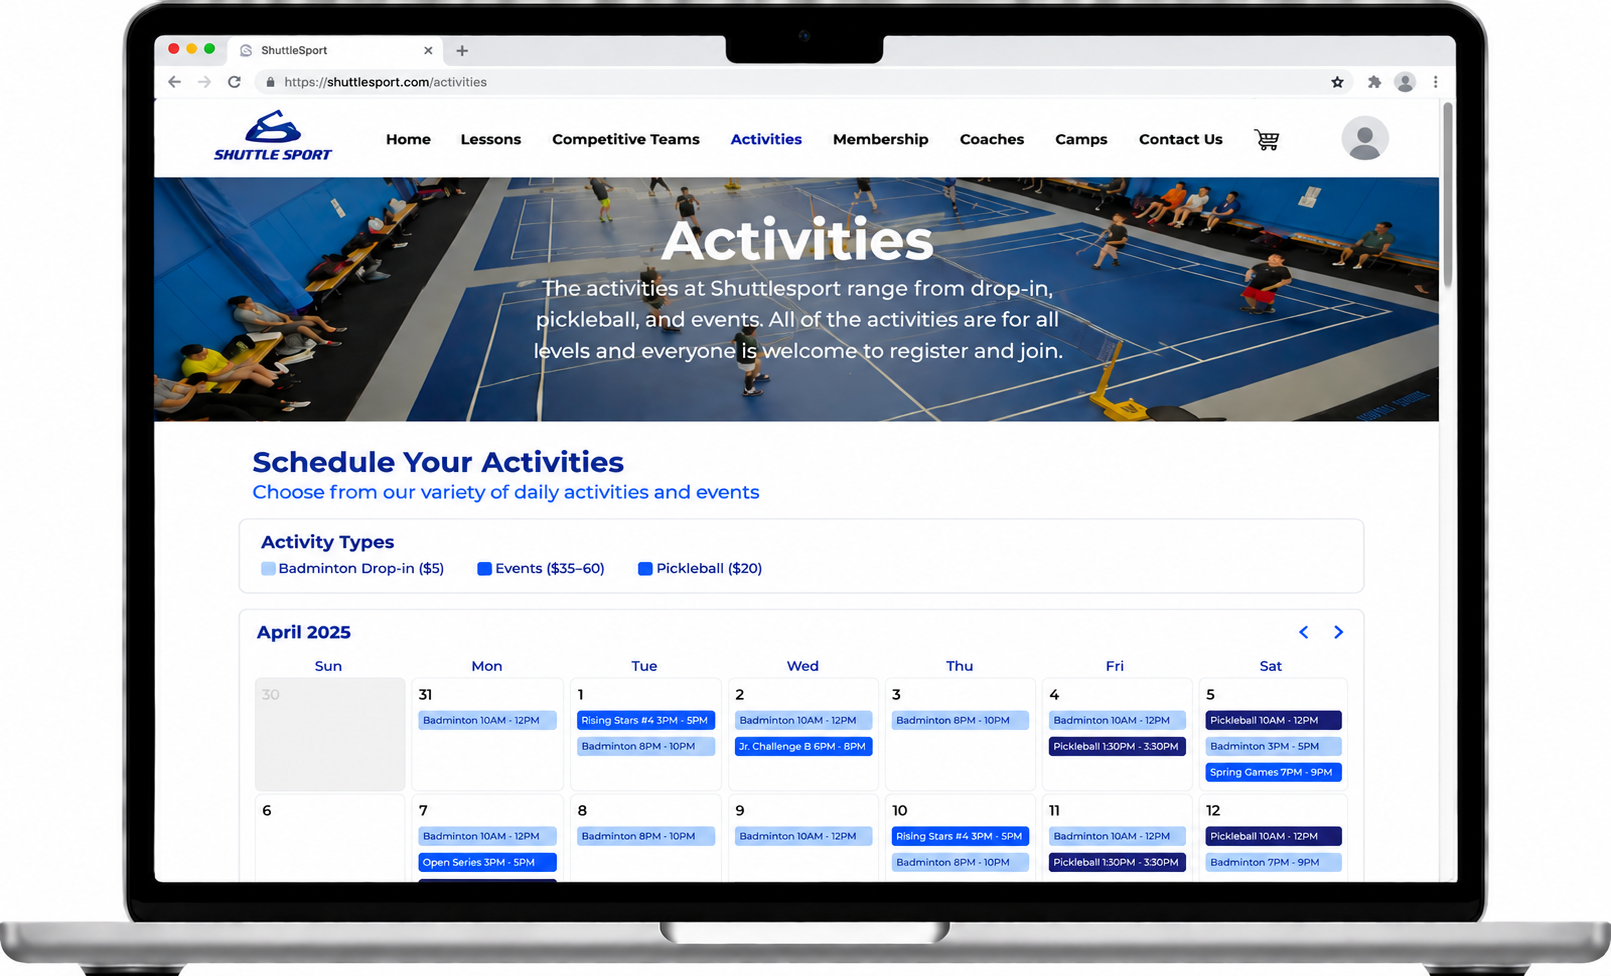 ShuttleSport
https://shuttlesport.com/activities
SHUTTLE SPORT
Home Lessons Competitive Teams Activities Membership Coaches Camps Contact Us
Activities
The activities at Shuttlesport range from drop-in,
pickleball, and events. All of the activities are for all
levels and everyone is welcome to register and join.
Schedule Your Activities
Choose from our variety of daily activities and events
Activity Types
Badminton Drop-in ($5) Events ($35–60) Pickleball ($20)
April 2025
Sun Mon Tue Wed Thu Fri Sat
30 31 1 2 3 4 5
Badminton 10AM - 12PM Rising Stars #4 3PM - 5PM Badminton 10AM - 12PM Badminton 8PM - 10PM Badminton 10AM - 12PM Pickleball 10AM - 12PM
Badminton 8PM - 10PM Jr. Challenge B 6PM - 8PM Pickleball 1:30PM - 3:30PM Badminton 3PM - 5PM
Spring Games 7PM - 9PM
6 7 8 9 10 11 12
Badminton 10AM - 12PM Badminton 8PM - 10PM Badminton 10AM - 12PM Rising Stars #4 3PM - 5PM Badminton 10AM - 12PM Pickleball 10AM - 12PM
Open Series 3PM - 5PM Badminton 8PM - 10PM Pickleball 1:30PM - 3:30PM Badminton 7PM - 9PM